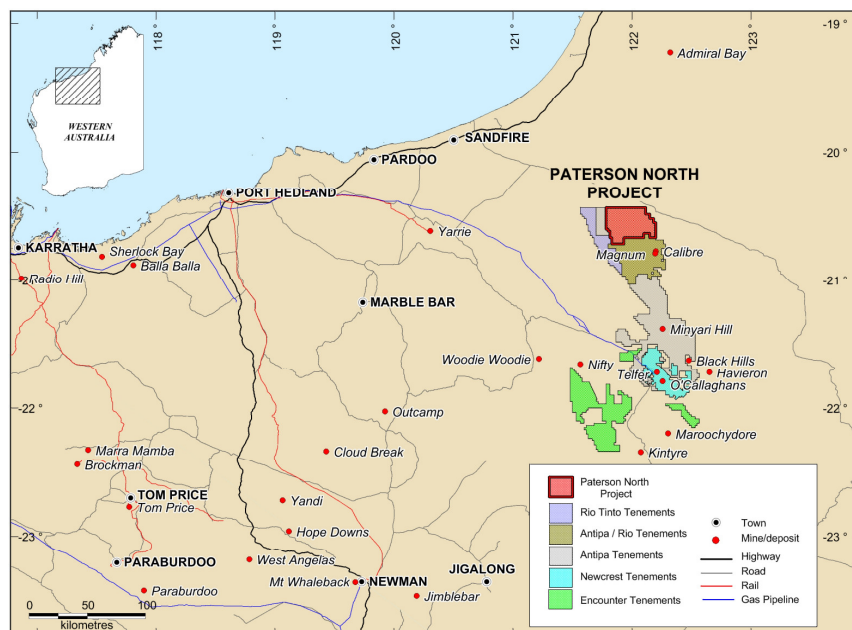 118°
119°
120°
121°
122°
123°
-19°
-20°
-21°
-22°
-23°
WESTERN
AUSTRALIA
Admiral Bay
SANDFIRE
PARDOO
PATERSON NORTH
PROJECT
PORT HEDLAND
Yarrie
KARRATHA
Sherlock Bay
Balla Balla
Radio Hill
Magnum
Calibre
MARBLE BAR
Minyari Hill
Woodie Woodie
Nifty
Black Hills
Telfer
Havieron
O'Callaghans
Outcamp
Maroochydore
Marra Mamba
Brockman
Cloud Break
Kintyre
TOM PRICE
Tom Price
Yandi
Hope Downs
PARABURDOO
West Angelas
Mt Whaleback
NEWMAN
JIGALONG
Paraburdoo
Jimblebar
0 50 100
kilometres
Paterson North
Project
Rio Tinto Tenements
Antipa / Rio Tenements
Antipa Tenements
Newcrest Tenements
Encounter Tenements
Town
Mine/deposit
Highway
Road
Rail
Gas Pipeline